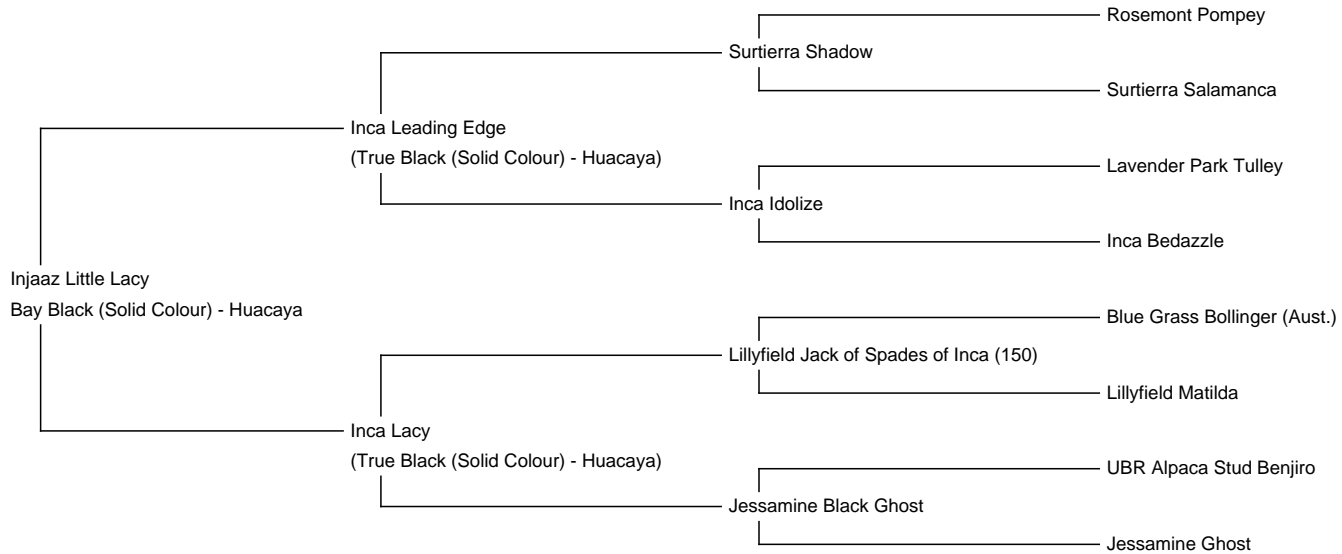 Rosemont Pompey
Surtierra Shadow
Surtierra Salamanca
Inca Leading Edge
(True Black (Solid Colour) - Huacaya)
Lavender Park Tulley
Inca Idolize
Inca Bedazzle
Injaaz Little Lacy
Bay Black (Solid Colour) - Huacaya
Blue Grass Bollinger (Aust.)
Lillyfield Jack of Spades of Inca (150)
Lillyfield Matilda
Inca Lacy
(True Black (Solid Colour) - Huacaya)
UBR Alpaca Stud Benjiro
Jessamine Black Ghost
Jessamine Ghost